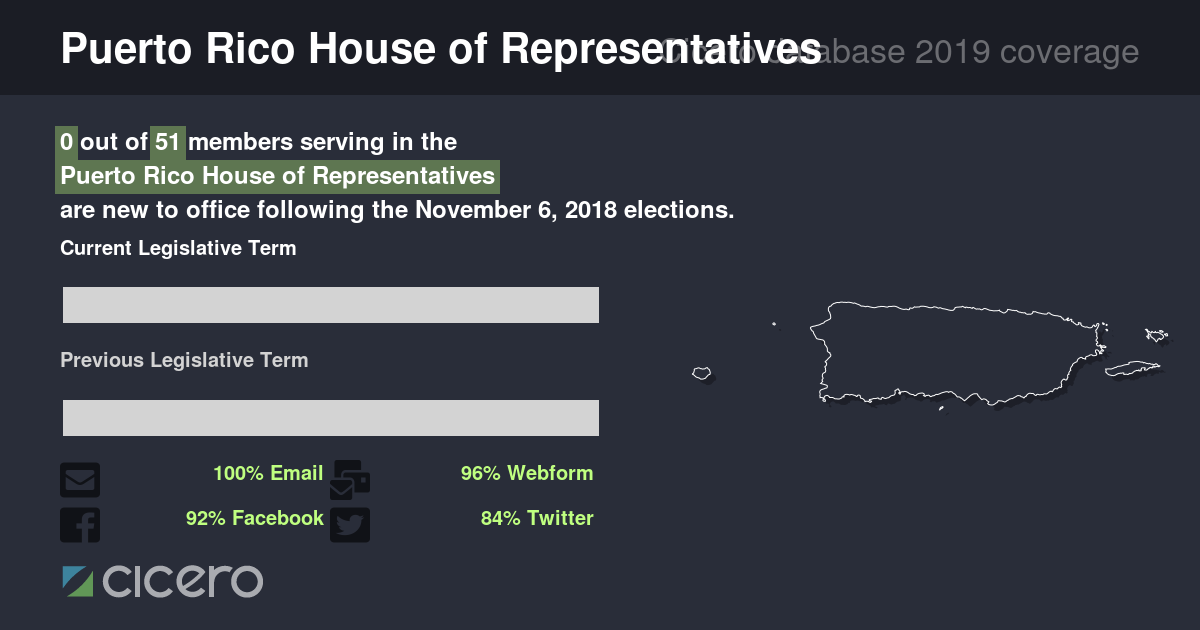 Puerto Rico House of Representatives
Cicero database 2019 coverage
0 out of 51 members serving in the
Puerto Rico House of Representatives
are new to office following the November 6, 2018 elections.
Current Legislative Term
Previous Legislative Term
100% Email
96% Webform
92% Facebook
84% Twitter
cicero